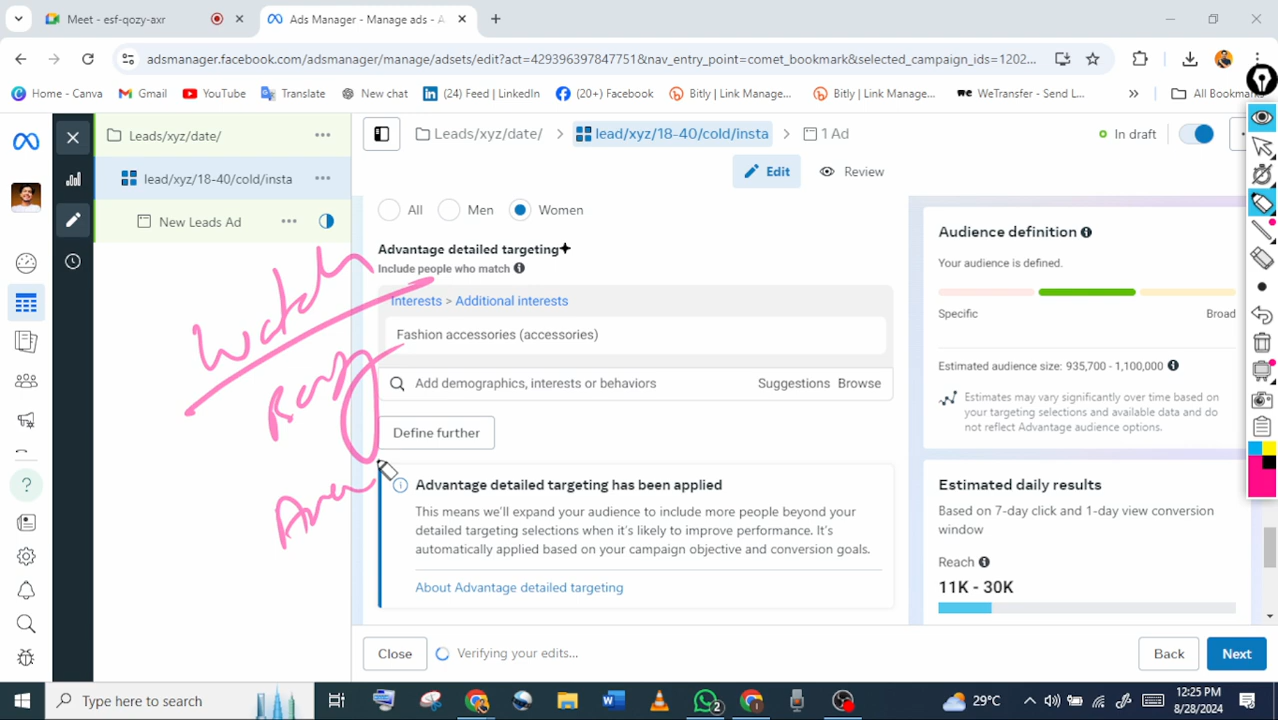 Meet - esf-qozy-axr
Ads Manager - Manage ads - A
adsmanager.facebook.com/adsmanager/manage/adsets/edit?act=429396397847751&nav_entry_point=comet_bookmark&selected_campaign_ids=1202...
Home - Canva
Gmail
YouTube
Translate
New chat
(24) Feed | LinkedIn
(20+) Facebook
Bitly | Link Manage...
Bitly | Link Manage...
WeTransfer - Send L...
All Bookmarks
Leads/xyz/date/
lead/xyz/18-40/cold/insta
New Leads Ad
Leads/xyz/date/ > lead/xyz/18-40/cold/insta > 1 Ad
In draft
Edit
Review
All
Men
Women
Advantage detailed targeting
Include people who match
Interests > Additional interests
Fashion accessories (accessories)
Add demographics, interests or behaviors
Suggestions
Browse
Define further
Advantage detailed targeting has been applied
This means we'll expand your audience to include more people beyond your
detailed targeting selections when it's likely to improve performance. It's
automatically applied based on your campaign objective and conversion goals.
About Advantage detailed targeting
Close
Verifying your edits...
Back
Next
Audience definition
Your audience is defined.
Specific
Broad
Estimated audience size: 935,700 - 1,100,000
Estimates may vary significantly over time based on
your targeting selections and available data and do
not reflect Advantage audience options.
Estimated daily results
Based on 7-day click and 1-day view conversion
window
Reach
11K - 30K
Watch
Type here to search
2
29°C
12:25 PM
8/28/2024